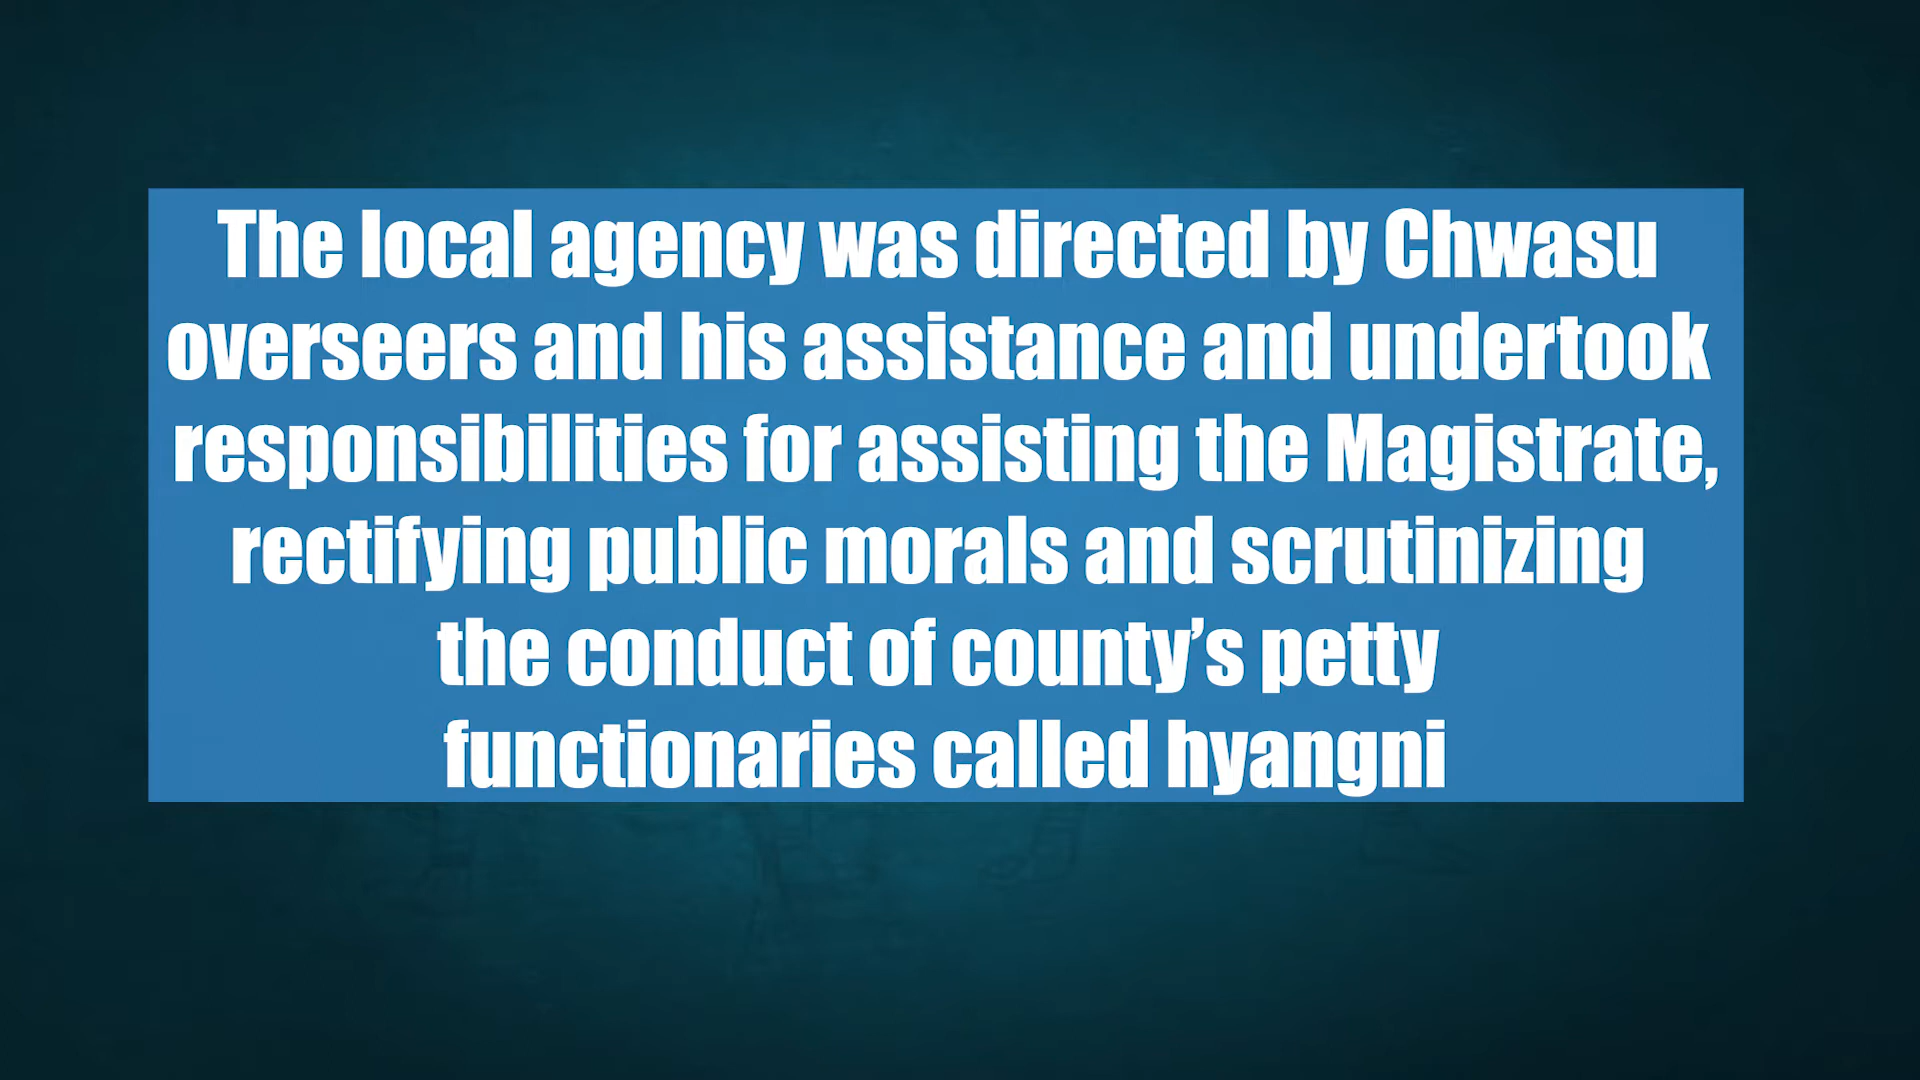 The local agency was directed by Chwasu
overseers and his assistance and undertook
responsibilities for assisting the Magistrate,
rectifying public morals and scrutinizing
the conduct of county’s petty
functionaries called hyangni